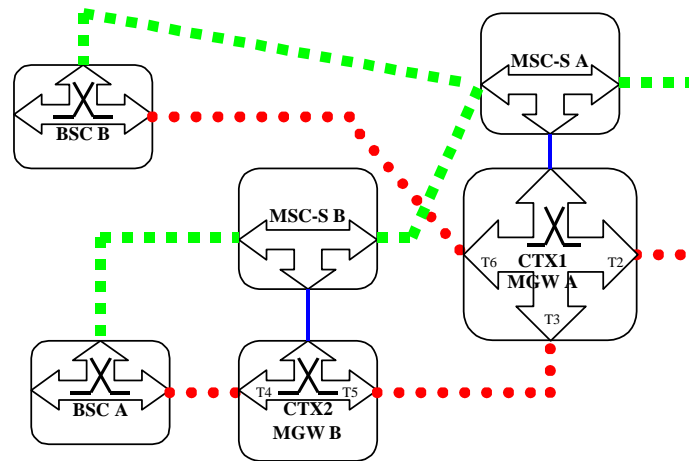 MSC-S A
BSC B
MSC-S B
CTX1
T6
T2
MGW A
T3
T4
T5
CTX2
BSC A
MGW B